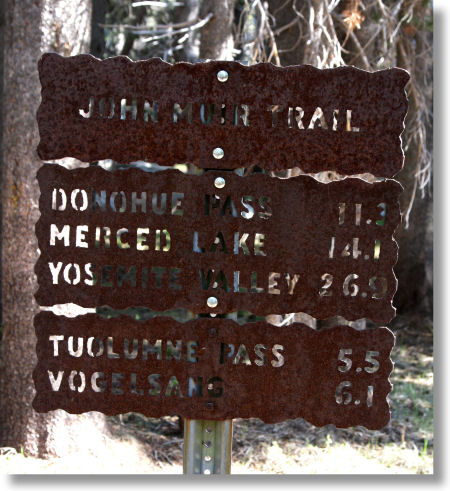 JOHN MUIR TRAIL
DONOHUE PASS 11.3
MERCED LAKE 14.1
YOSEMITE VALLEY 26.9
TUOLUMNE PASS 5.5
VOGELSANG 6.1